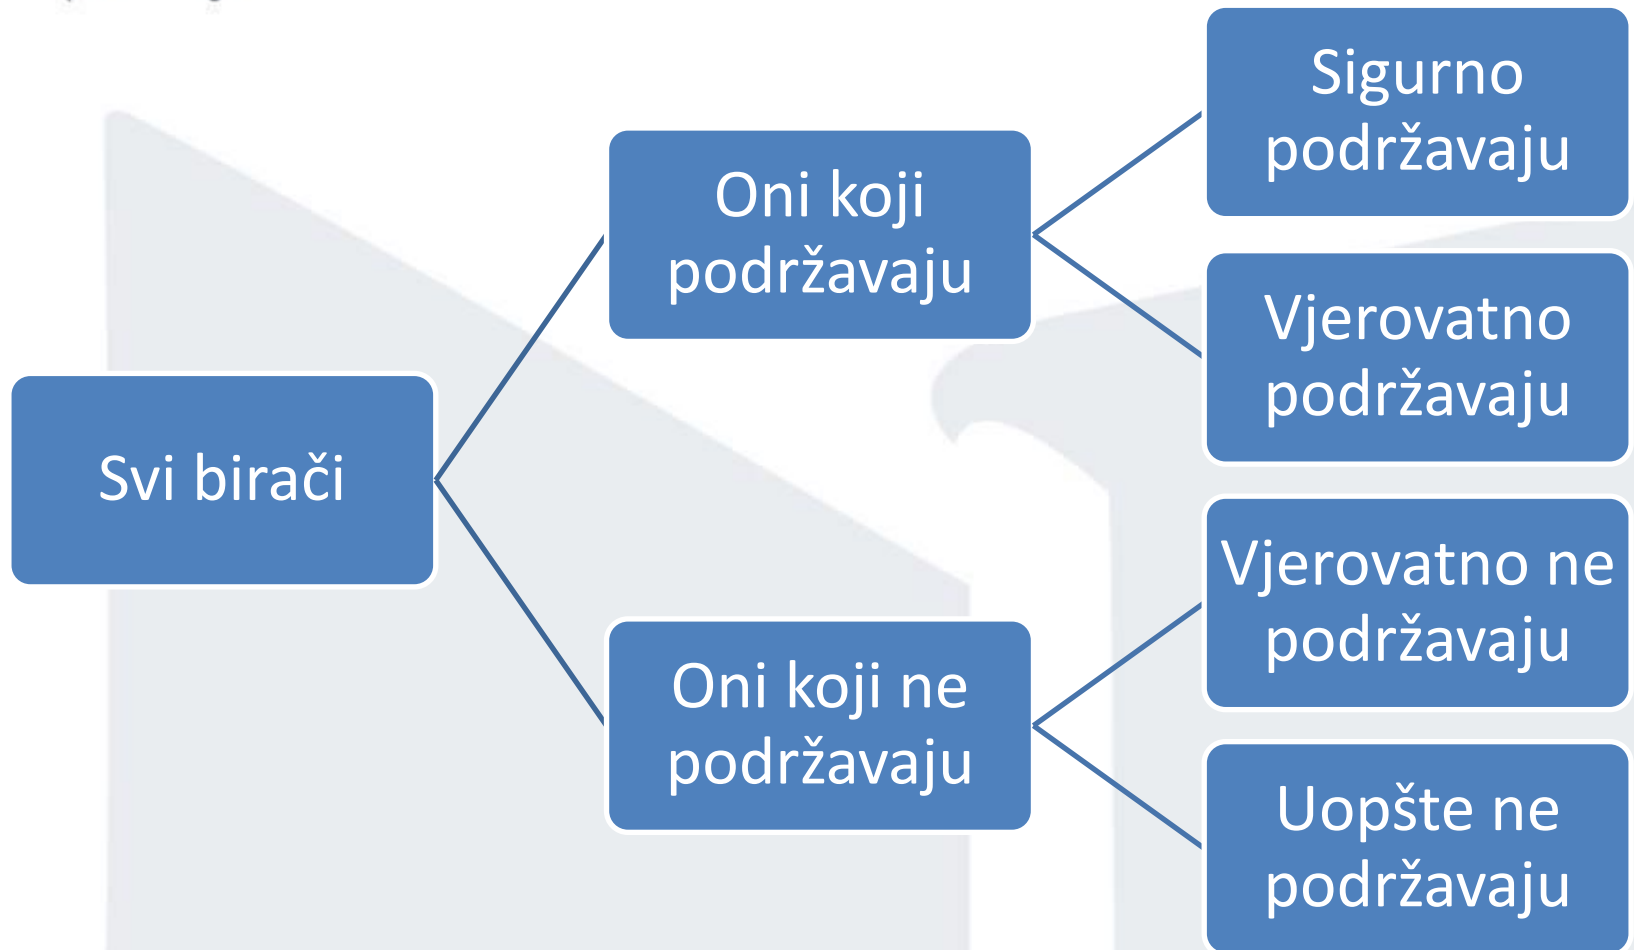 Svi birači
Oni koji
podržavaju
Sigurno
podržavaju
Vjerovatno
podržavaju
Oni koji ne
podržavaju
Vjerovatno ne
podržavaju
Uopšte ne
podržavaju